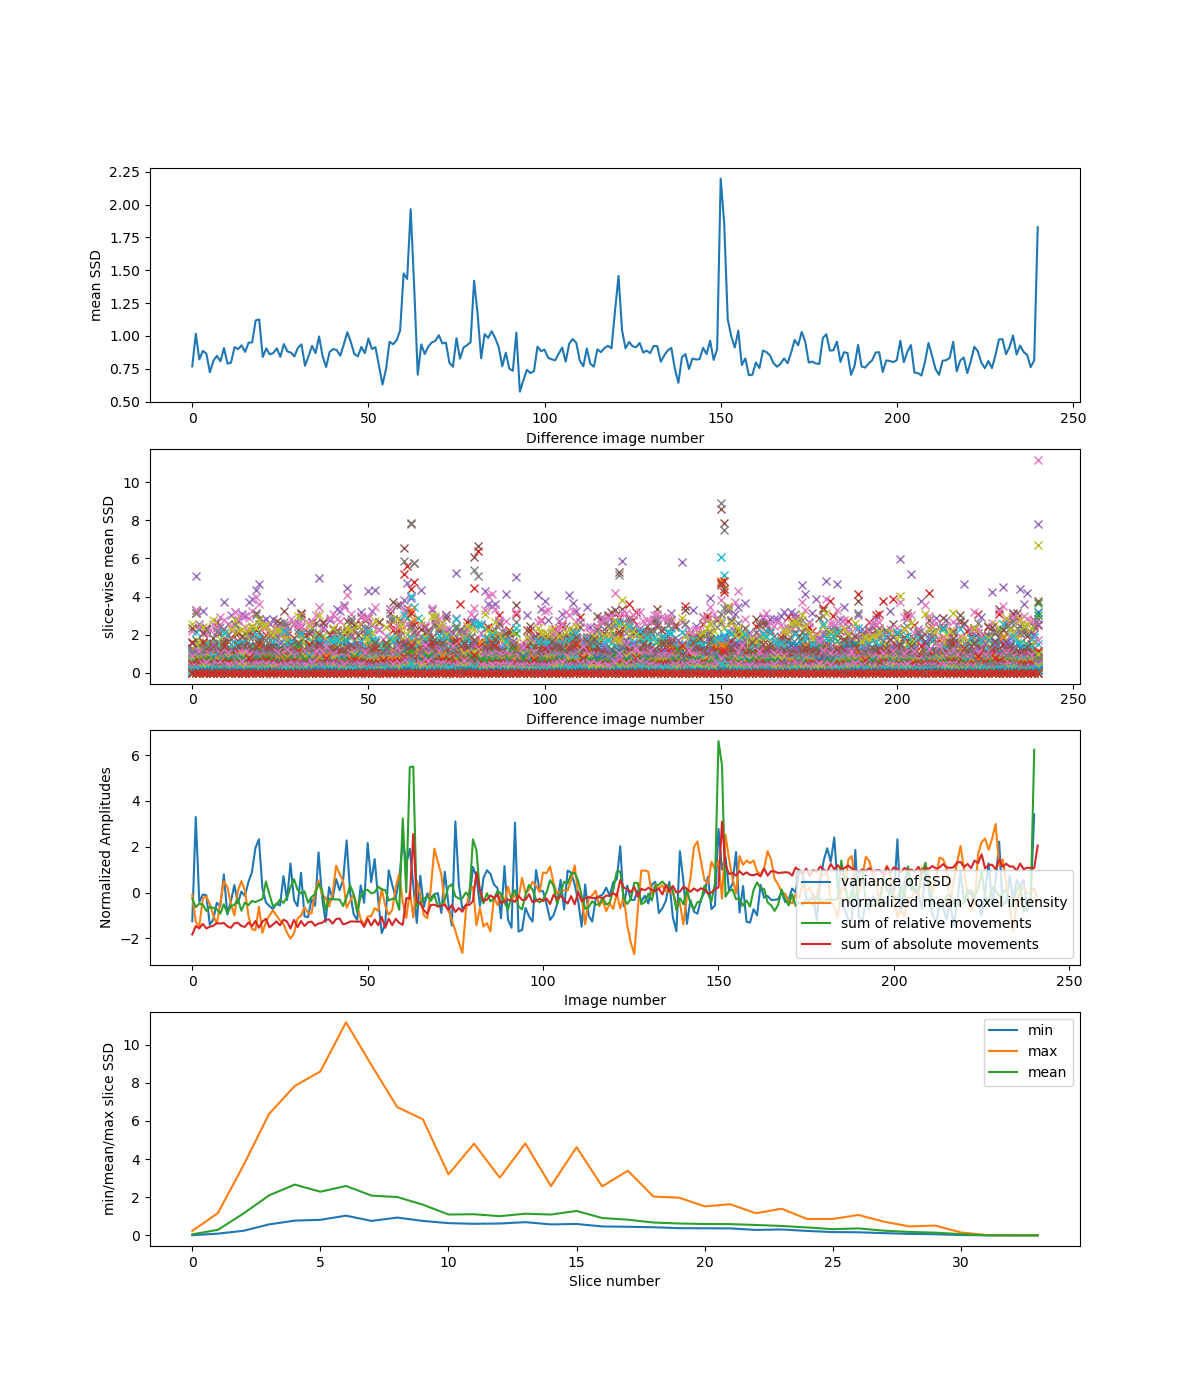 2.25
2.00
1.75
1.50
1.25
1.00
0.75
0.50
mean SSD
0 50 100 150 200 250
Difference image number
10
8
6
4
2
0
slice-wise mean SSD
0 50 100 150 200 250
Difference image number
6
4
2
0
−2
Normalized Amplitudes
variance of SSD
normalized mean voxel intensity
sum of relative movements
sum of absolute movements
0 50 100 150 200 250
Image number
10
8
6
4
2
0
min/mean/max slice SSD
min
max
mean
0 5 10 15 20 25 30
Slice number